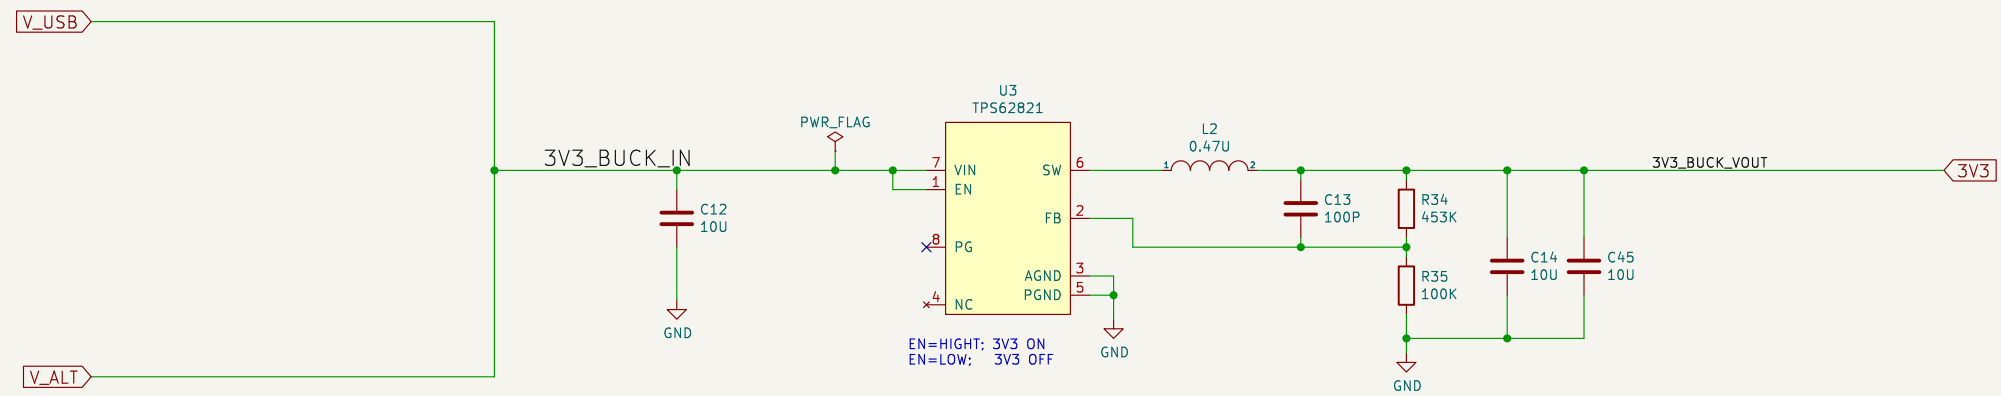 V_USB
3V3_BUCK_IN
C12
10U
GND
PWR_FLAG
U3
TPS62821
7
VIN
1
EN
8
PG
4
NC
SW
6
FB
2
AGND
3
PGND
5
EN=HIGHT; 3V3 ON
EN=LOW; 3V3 OFF
GND
L2
0.47U
1
2
C13
100P
R34
453K
R35
100K
GND
C14
10U
C45
10U
3V3_BUCK_VOUT
3V3
V_ALT